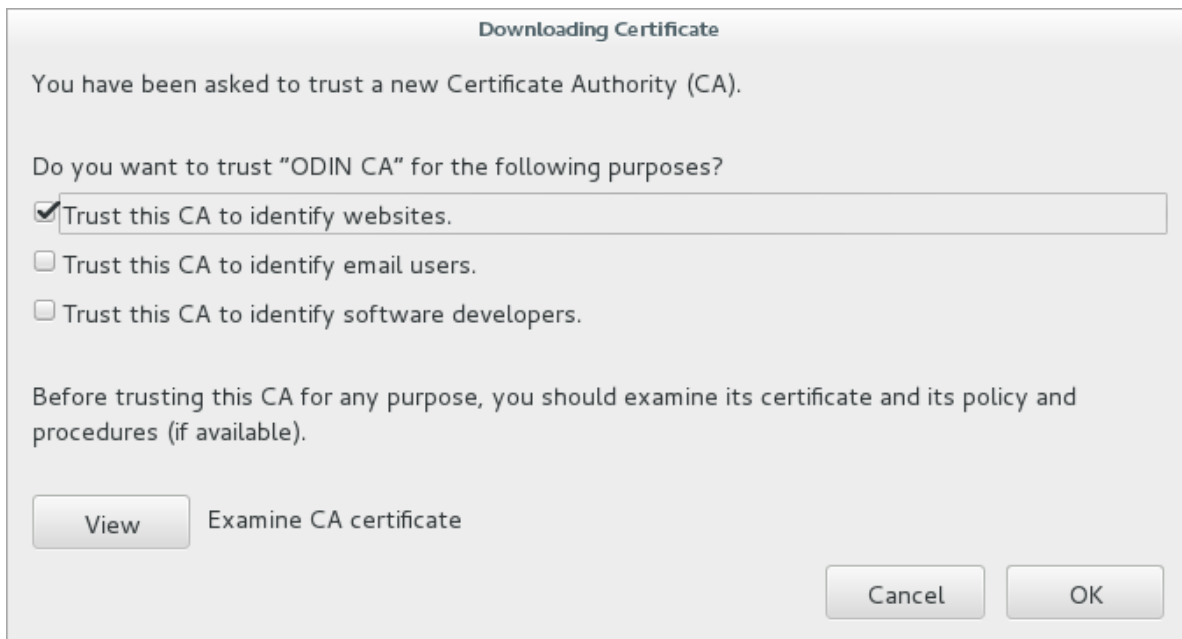 Downloading Certificate
You have been asked to trust a new Certificate Authority (CA).
Do you want to trust “ODIN CA” for the following purposes?
Trust this CA to identify websites.
Trust this CA to identify email users.
Trust this CA to identify software developers.
Before trusting this CA for any purpose, you should examine its certificate and its policy and
procedures (if available).
View Examine CA certificate
Cancel OK